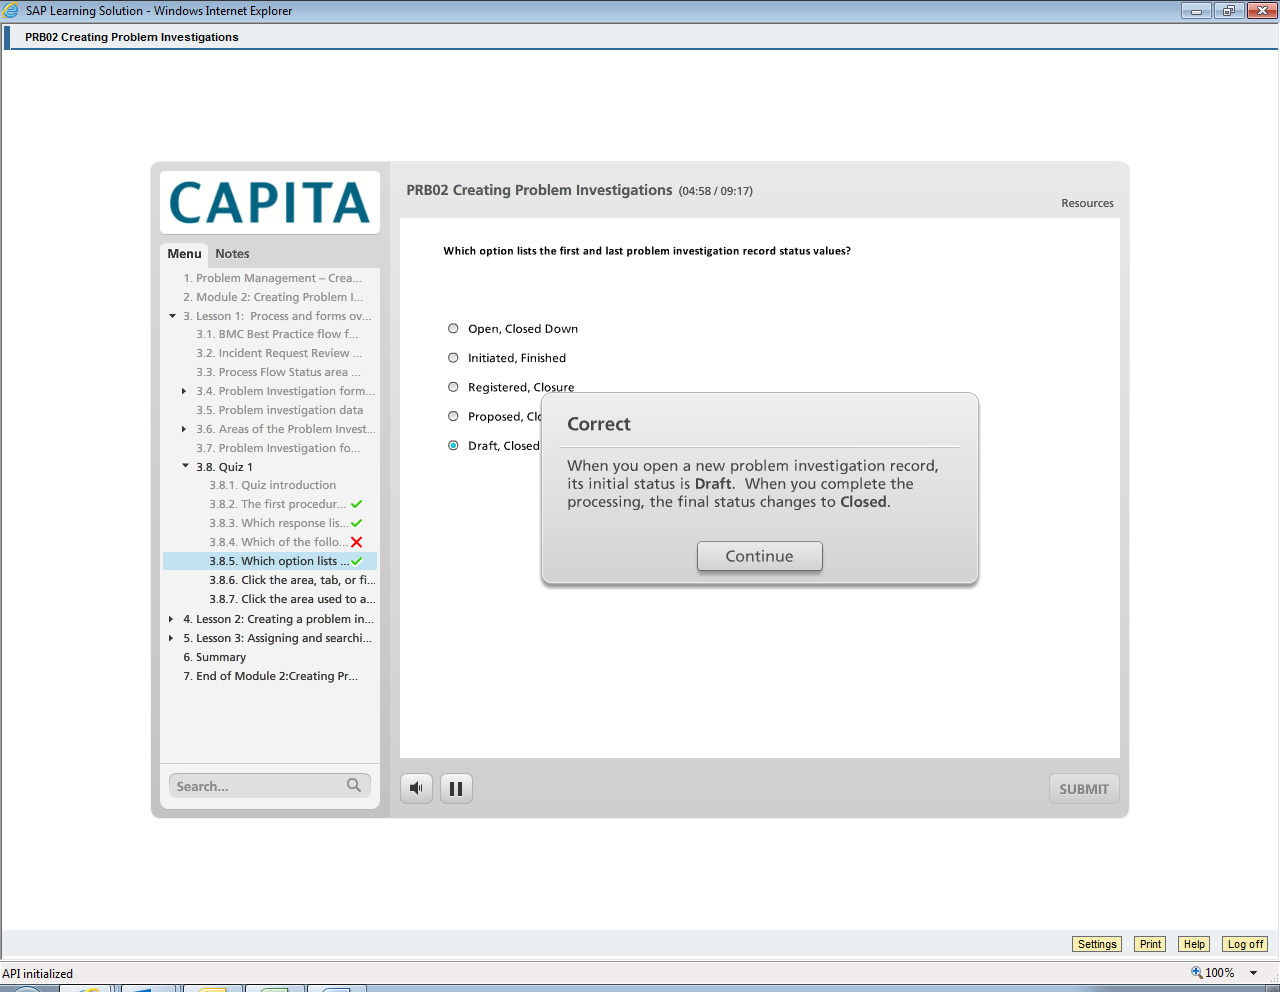 SAP Learning Solution - Windows Internet Explorer
PRB02 Creating Problem Investigations
CAPITA
PRB02 Creating Problem Investigations (04:58 / 09:17)
Resources
Menu
Notes
1. Problem Management – Crea...
2. Module 2: Creating Problem I...
3. Lesson 1: Process and forms ov...
3.1. BMC Best Practice flow f...
3.2. Incident Request Review ...
3.3. Process Flow Status area ...
3.4. Problem Investigation form...
3.5. Problem investigation data
3.6. Areas of the Problem Invest...
3.7. Problem Investigation fo...
3.8. Quiz 1
3.8.1. Quiz introduction
3.8.2. The first procedur...
3.8.3. Which response lis...
3.8.4. Which of the follo...
3.8.5. Which option lists ...
3.8.6. Click the area, tab, or fi...
3.8.7. Click the area used to a...
4. Lesson 2: Creating a problem in...
5. Lesson 3: Assigning and searchi...
6. Summary
7. End of Module 2:Creating Pr...
Search...
Which option lists the first and last problem investigation record status values?
Open, Closed Down
Initiated, Finished
Registered, Closure
Proposed, Clo
Draft, Closed
Correct
When you open a new problem investigation record,
its initial status is Draft. When you complete the
processing, the final status changes to Closed.
Continue
SUBMIT
Settings
Print
Help
Log off
API initialized
100%